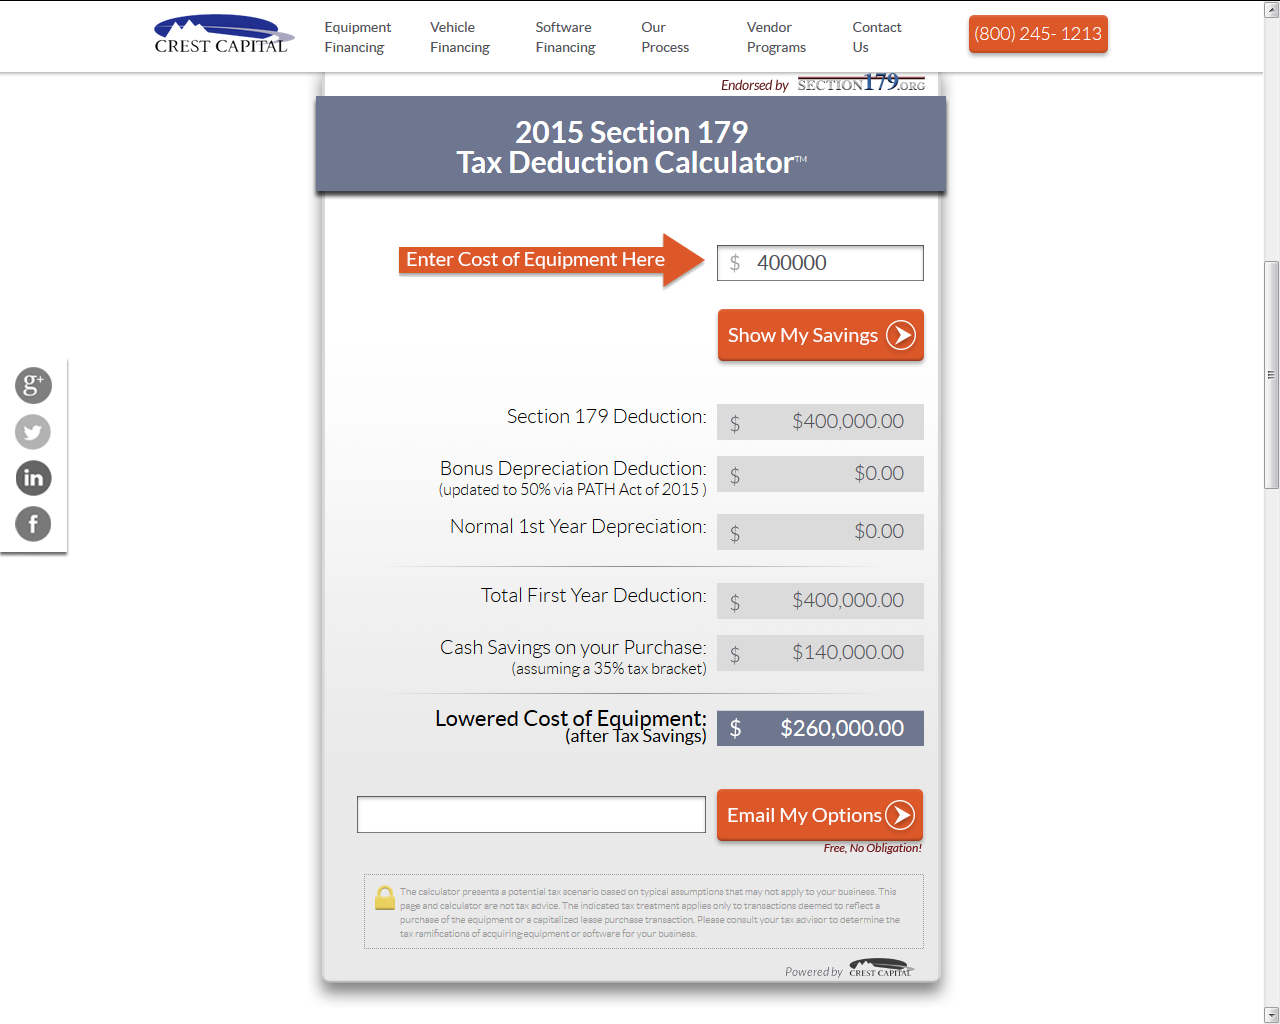 CREST CAPITAL
Equipment
Financing
Vehicle
Financing
Software
Financing
Our
Process
Vendor
Programs
Contact
Us
(800) 245- 1213
Endorsed by SECTION179.ORG
2015 Section 179
Tax Deduction Calculator™
Enter Cost of Equipment Here
$ 400000
Show My Savings
g+
in
f
Section 179 Deduction: $ $400,000.00
Bonus Depreciation Deduction: $ $0.00
(updated to 50% via PATH Act of 2015 )
Normal 1st Year Depreciation: $ $0.00
Total First Year Deduction: $ $400,000.00
Cash Savings on your Purchase: $ $140,000.00
(assuming a 35% tax bracket)
Lowered Cost of Equipment: $ $260,000.00
(after Tax Savings)
Email My Options
Free, No Obligation!
The calculator presents a potential tax scenario based on typical assumptions that may not apply to your business. This
page and calculator are not tax advice. The indicated tax treatment applies only to transactions deemed to reflect a
purchase of the equipment or a capitalized lease purchase transaction. Please consult your tax advisor to determine the
tax ramifications of acquiring equipment or software for your business.
Powered by CREST CAPITAL